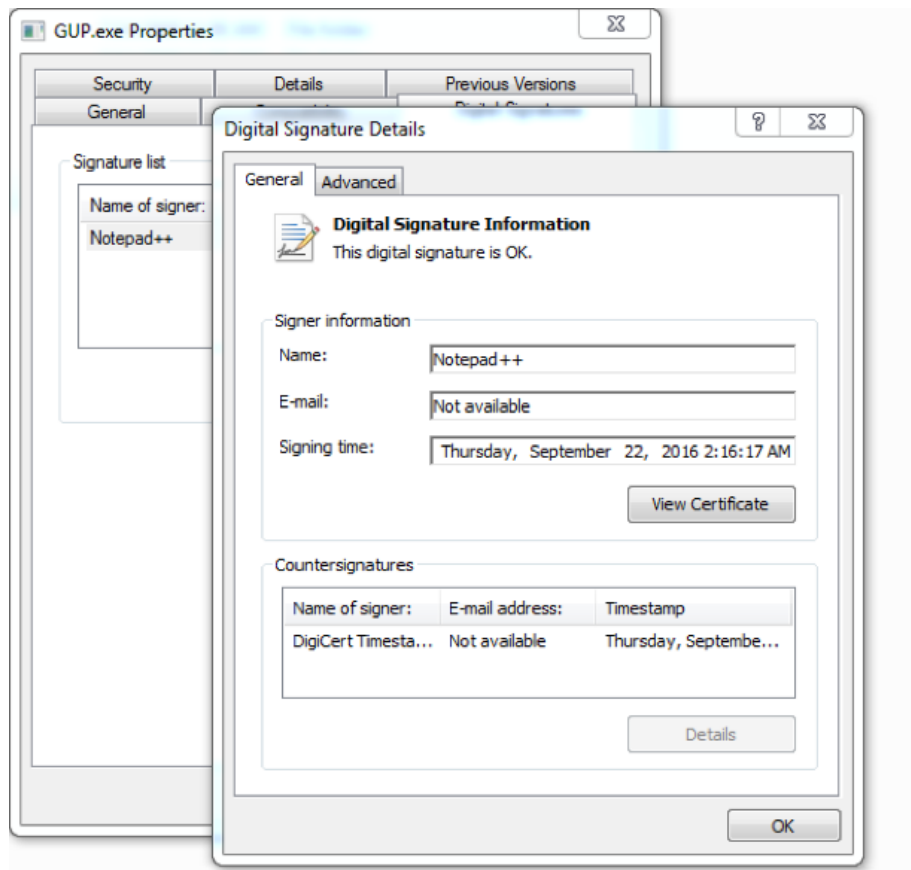 GUP.exe Properties
Security Details Previous Versions
General
Digital Signature Details
Signature list
Name of signer:
Notepad++
General Advanced
Digital Signature Information
This digital signature is OK.
Signer information
Name: Notepad++
E-mail: Not available
Signing time: Thursday, September 22, 2016 2:16:17 AM
View Certificate
Countersignatures
Name of signer: E-mail address: Timestamp
DigiCert Timesta... Not available Thursday, Septembe...
Details
OK